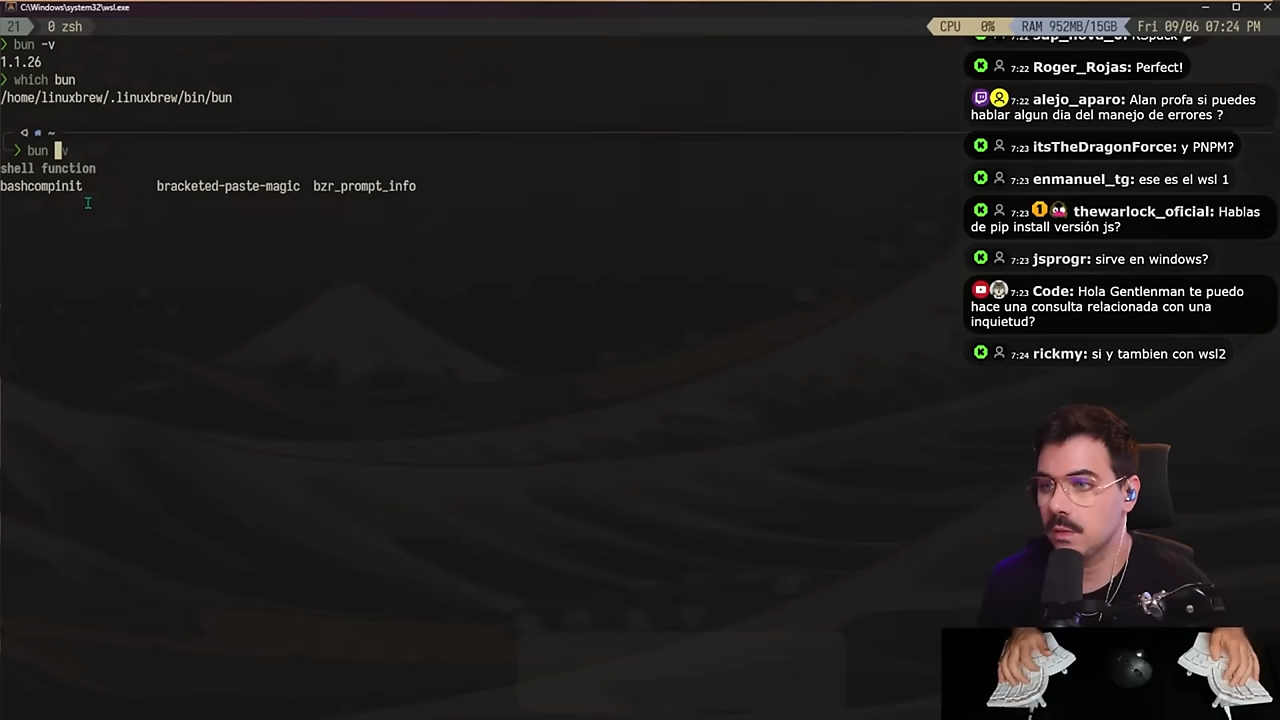 C:\Windows\system32\wsl.exe
21 0 zsh
CPU 0% RAM 952MB/15GB Fri 09/06 07:24 PM
> bun -v
1.1.26
> which bun
/home/linuxbrew/.linuxbrew/bin/bun
~
> bun v
shell function
bashcompinit bracketed-paste-magic bzr_prompt_info
7:22 Roger_Rojas: Perfect!
7:22 alejo_aparo: Alan profa si puedes
hablar algun dia del manejo de errores ?
7:23 itsTheDragonForce: y PNPM?
7:23 enmanuel_tg: ese es el wsl 1
7:23 thewarlock_oficial: Hablas
de pip install versión js?
7:23 jsprogr: sirve en windows?
7:23 Code: Hola Gentlenman te puedo
hace una consulta relacionada con una
inquietud?
7:24 rickmy: si y tambien con wsl2